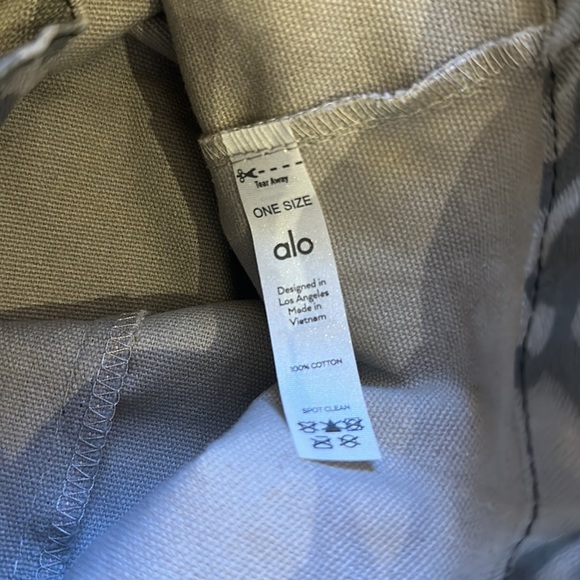 Tear Away
ONE SIZE
alo
Designed in
Los Angeles
Made in
Vietnam
100% COTTON
SPOT CLEAN